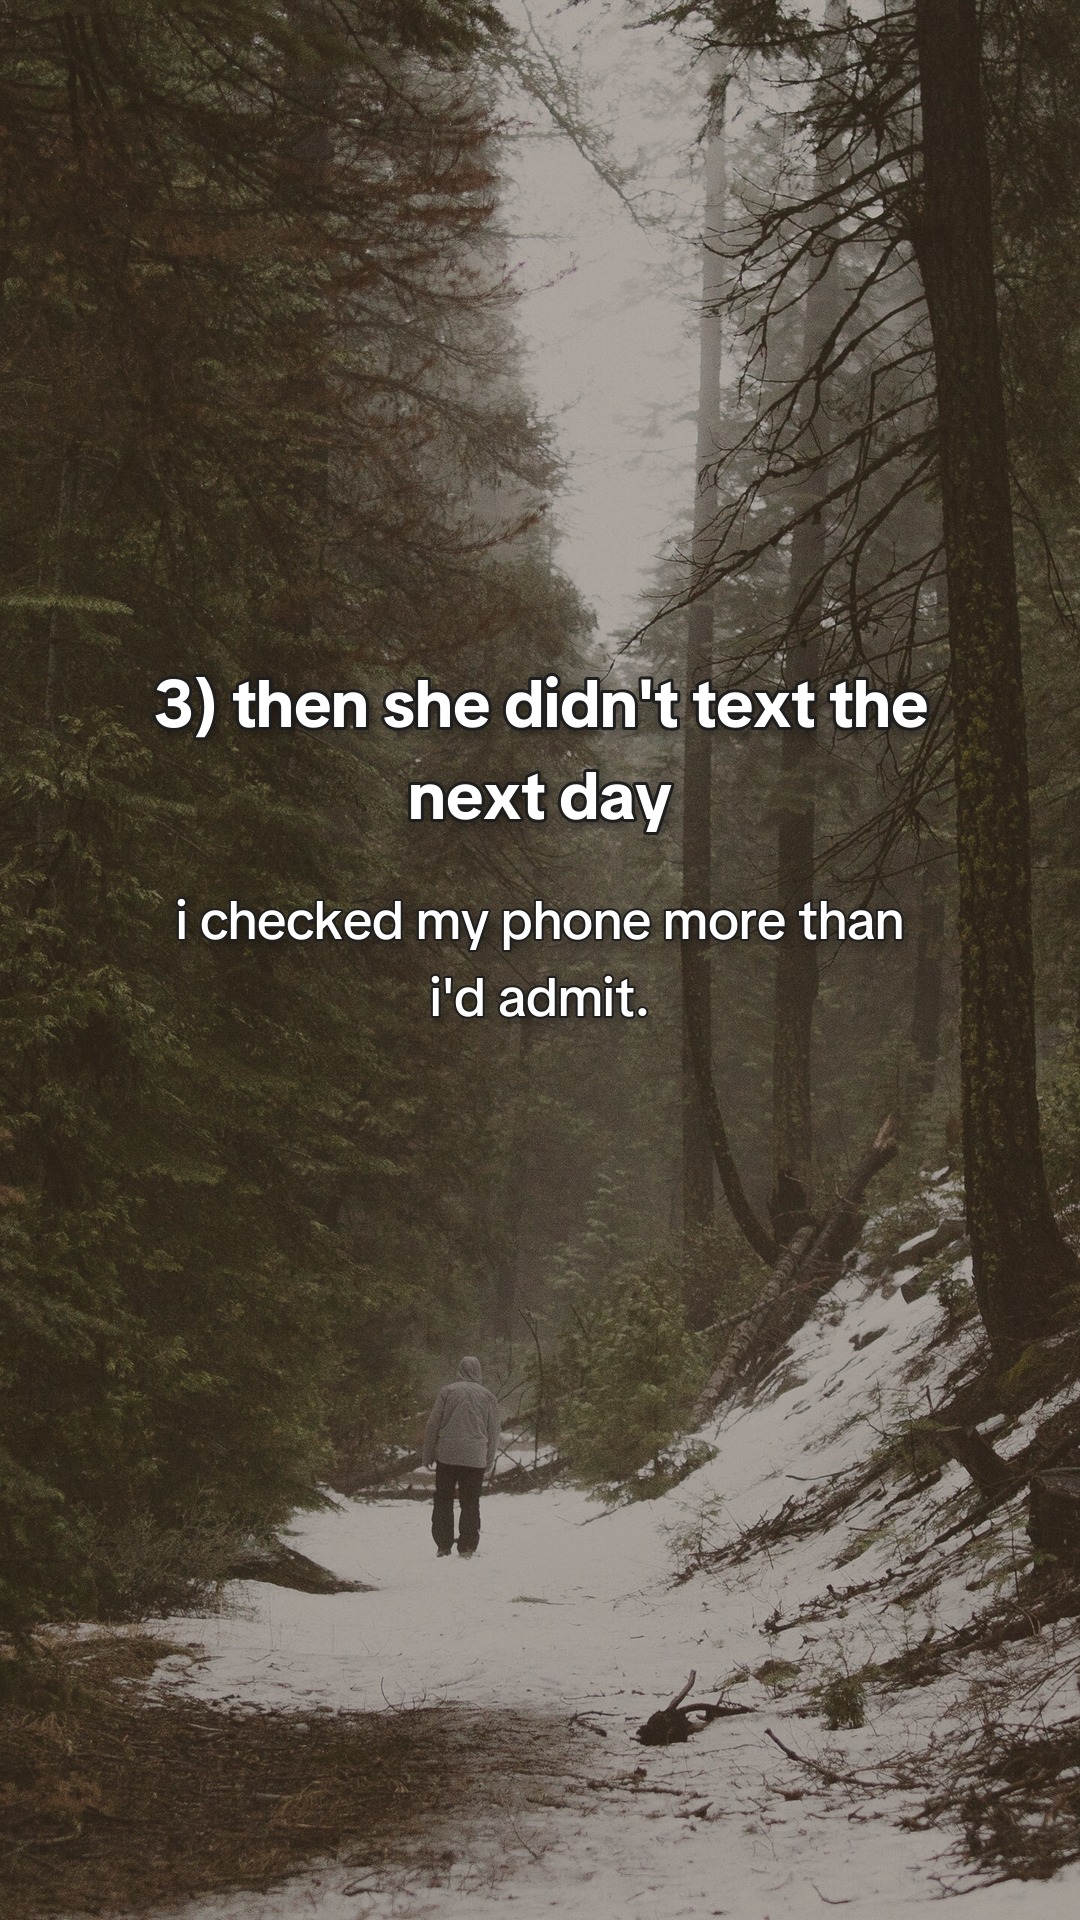 3) then she didn't text the
next day
i checked my phone more than
i'd admit.